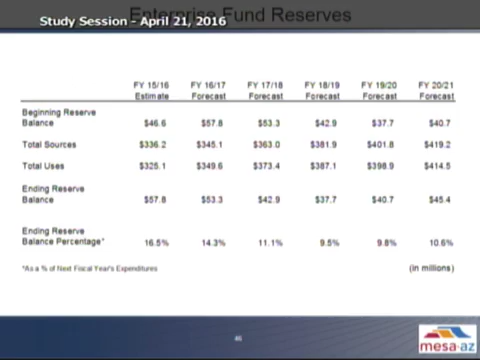 Enterprise Fund Reserves
Study Session - April 21, 2016
FY 15/16 FY 16/17 FY 17/18 FY 18/19 FY 19/20 FY 20/21
Estimate Forecast Forecast Forecast Forecast Forecast
Beginning Reserve
Balance $46.6 $57.8 $53.3 $42.9 $37.7 $40.7
Total Sources $336.2 $345.1 $363.0 $381.9 $401.8 $419.2
Total Uses $325.1 $349.6 $373.4 $387.1 $398.9 $414.5
Ending Reserve
Balance $57.8 $53.3 $42.9 $37.7 $40.7 $45.4
Ending Reserve
Balance Percentage* 16.5% 14.3% 11.1% 9.5% 9.8% 10.6%
*As a % of Next Fiscal Year's Expenditures (in millions)
46
mesa·az